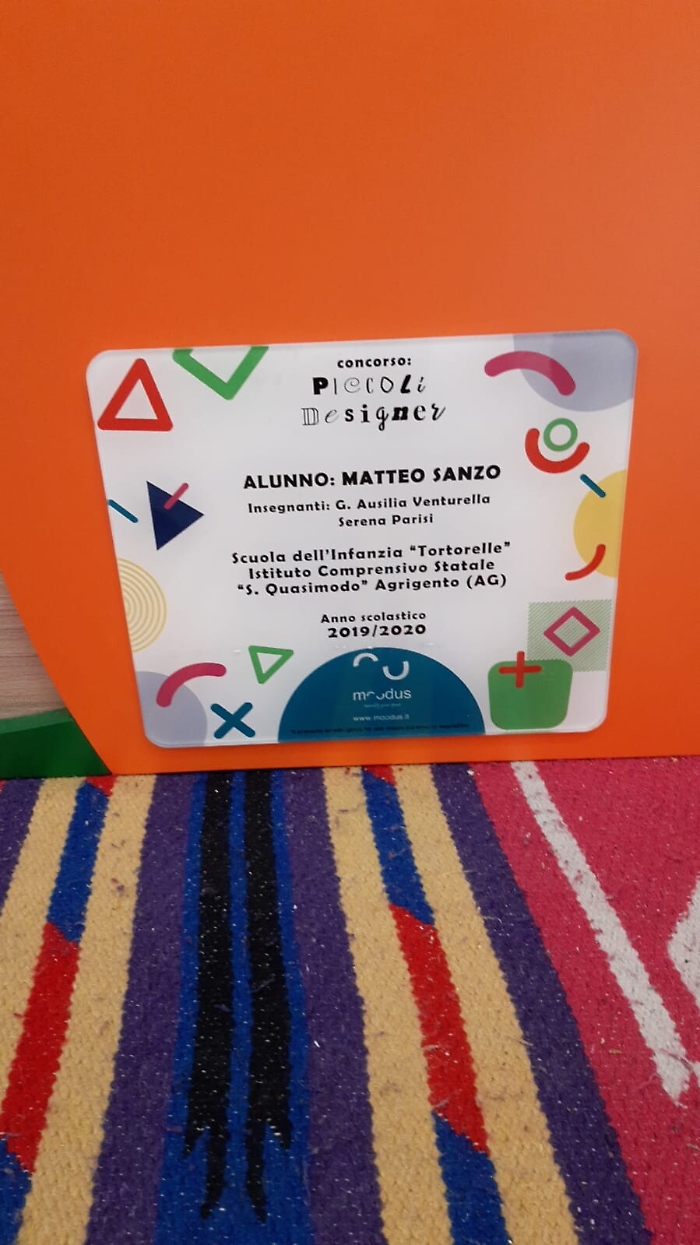 concorso:
Piccoli
Designer
ALUNNO: MATTEO SANZO
Insegnanti: G. Ausilia Venturella
Serena Parisi
Scuola dell'Infanzia "Tortorelle"
Istituto Comprensivo Statale
"S. Quasimodo" Agrigento (AG)
Anno scolastico
2019/2020
moodus
www.moodus.it